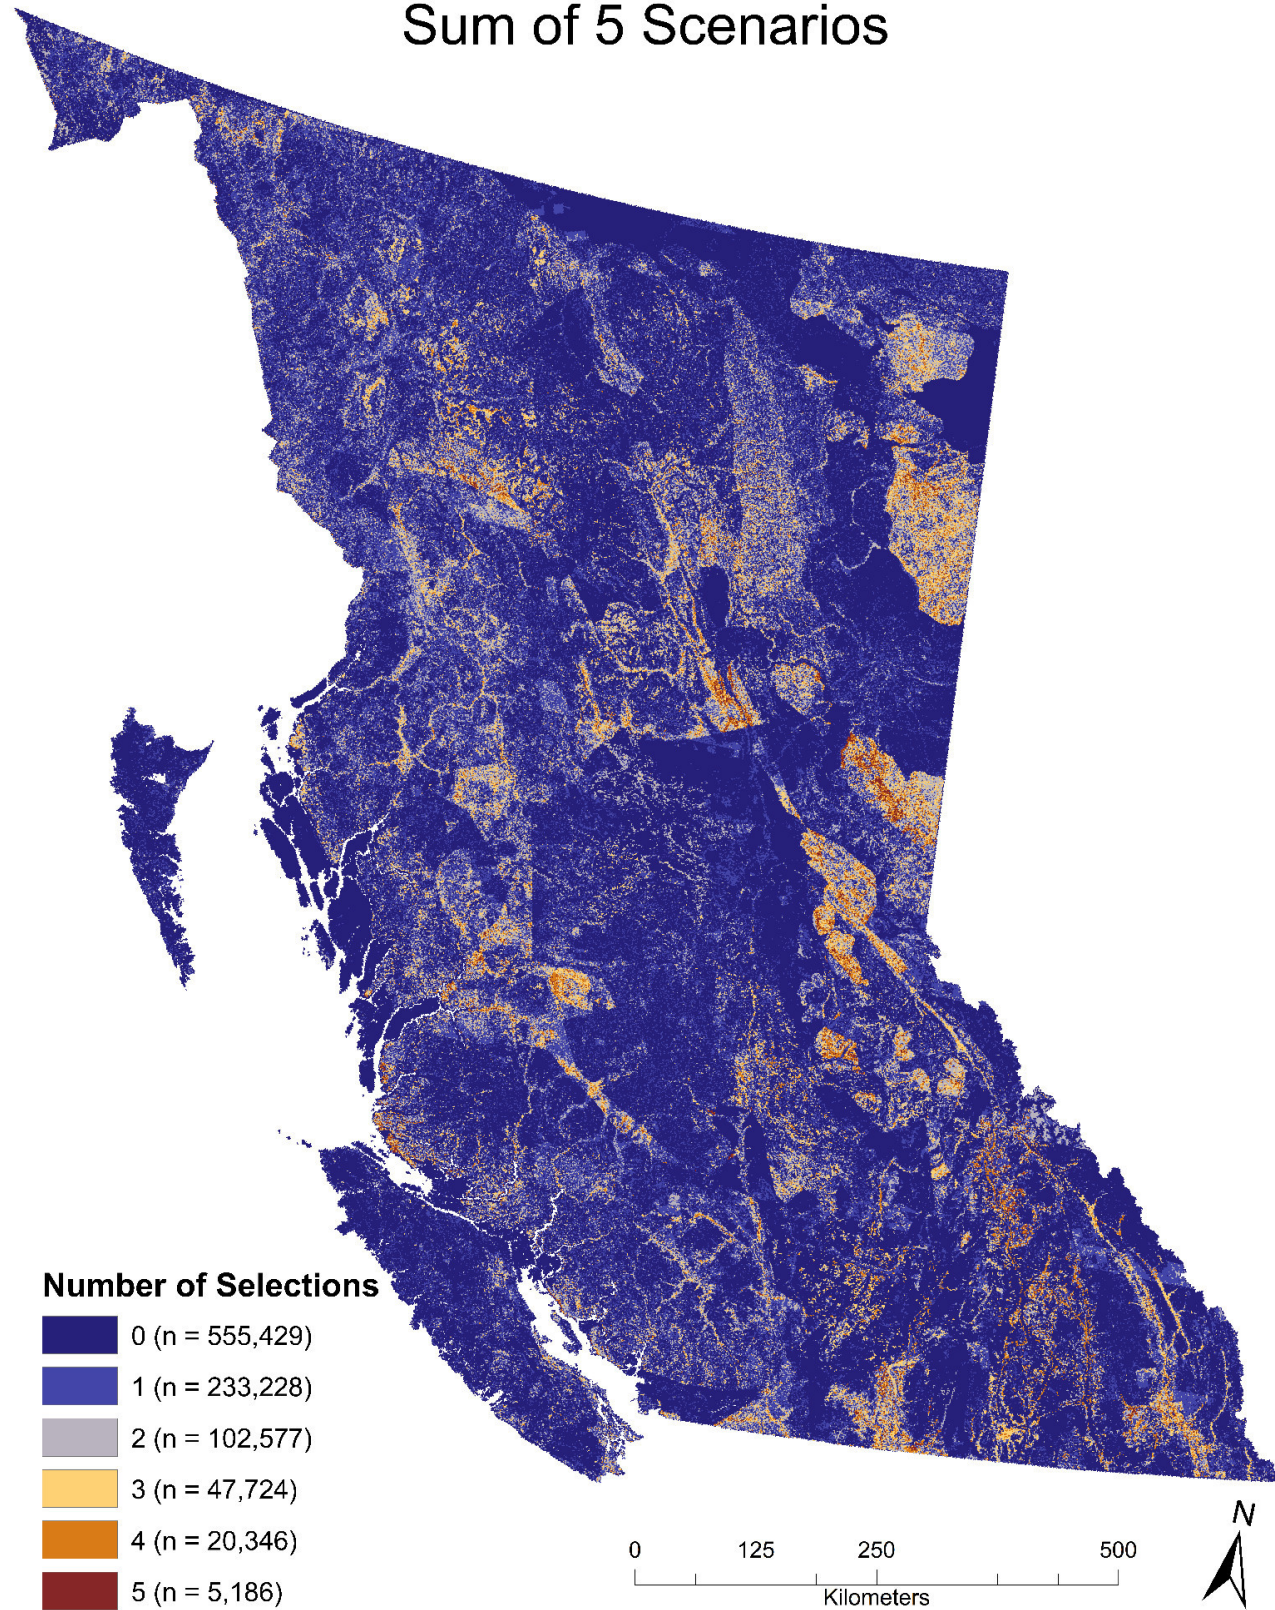 Sum of 5 Scenarios
Number of Selections
0 (n = 555,429)
1 (n = 233,228)
2 (n = 102,577)
3 (n = 47,724)
4 (n = 20,346)
5 (n = 5,186)
N
0 125 250 500
Kilometers